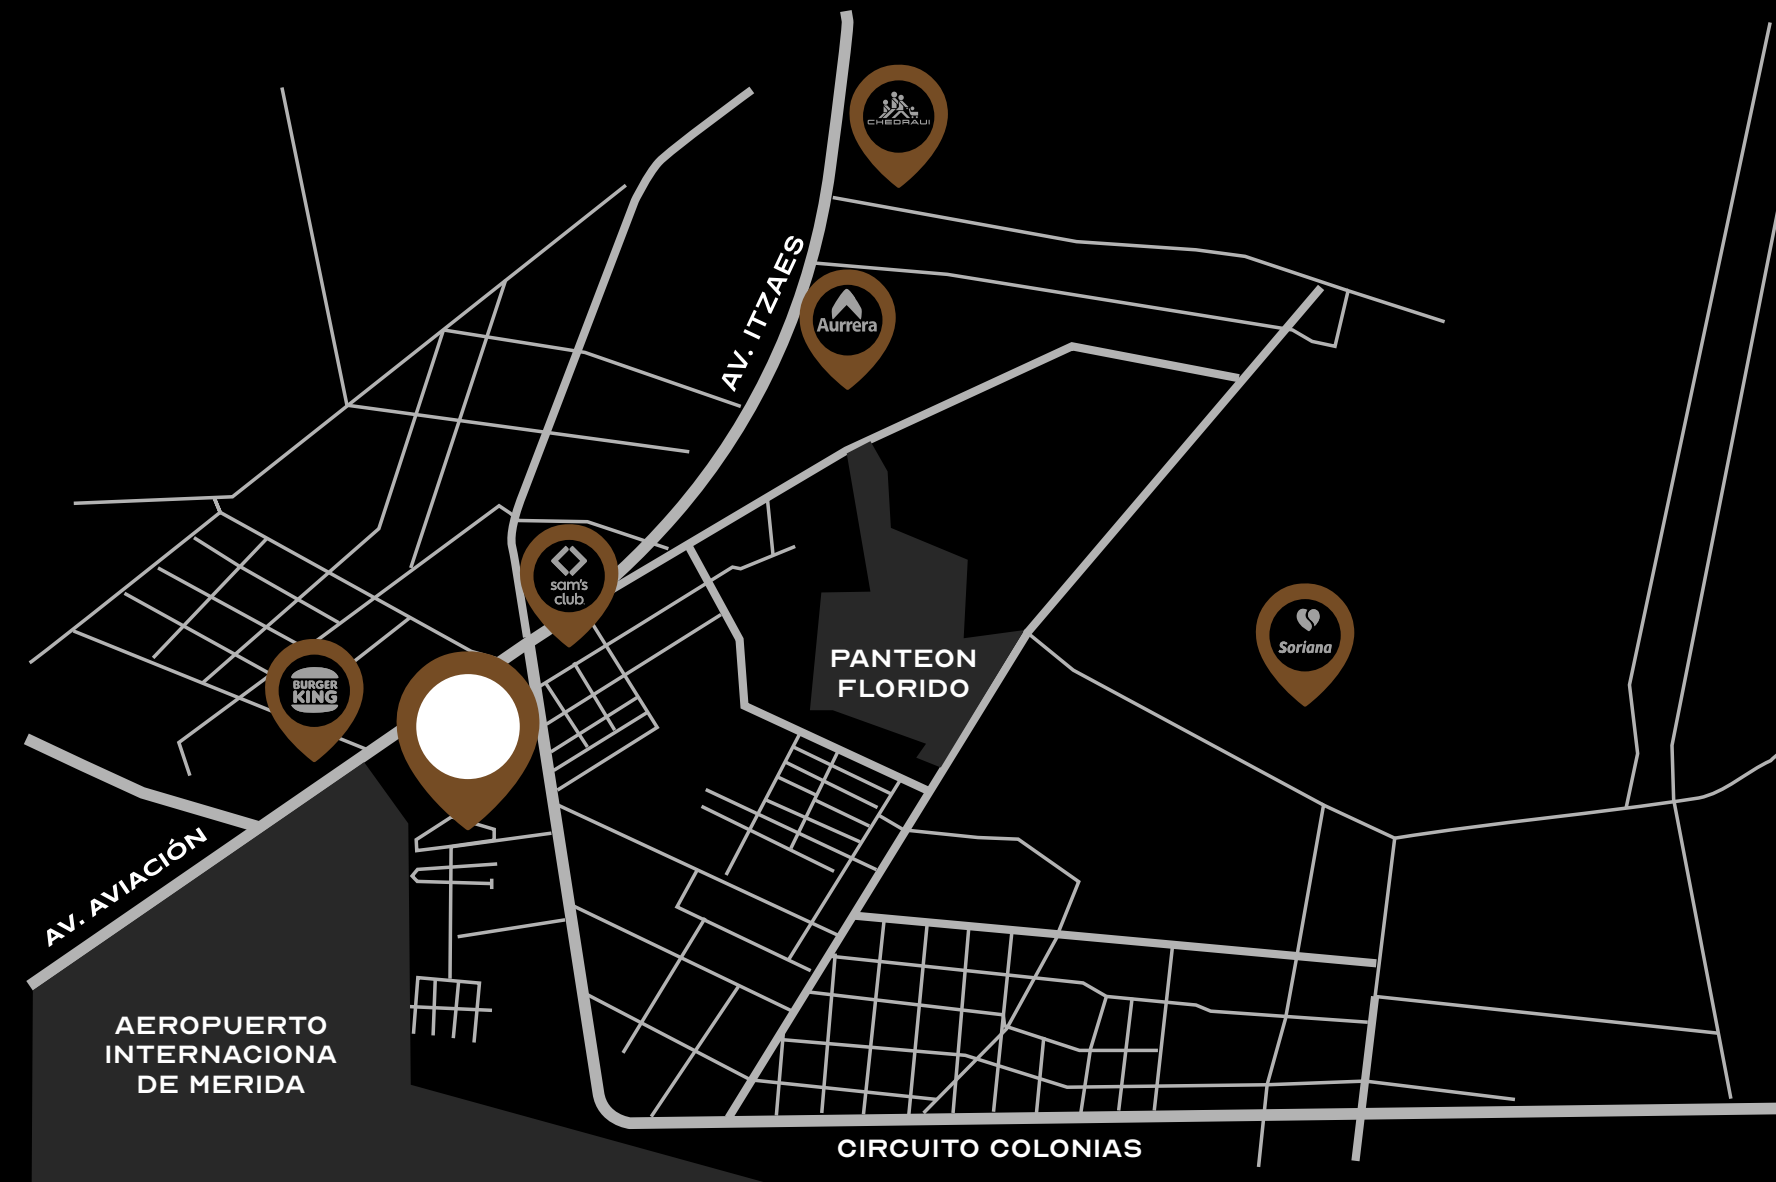 CHEDRAUI
AV. ITZAES
Aurrera
sam's
club
PANTEON
FLORIDO
Soriana
BURGER
KING
AV. AVIACIÓN
AEROPUERTO
INTERNACIONA
DE MERIDA
CIRCUITO COLONIAS